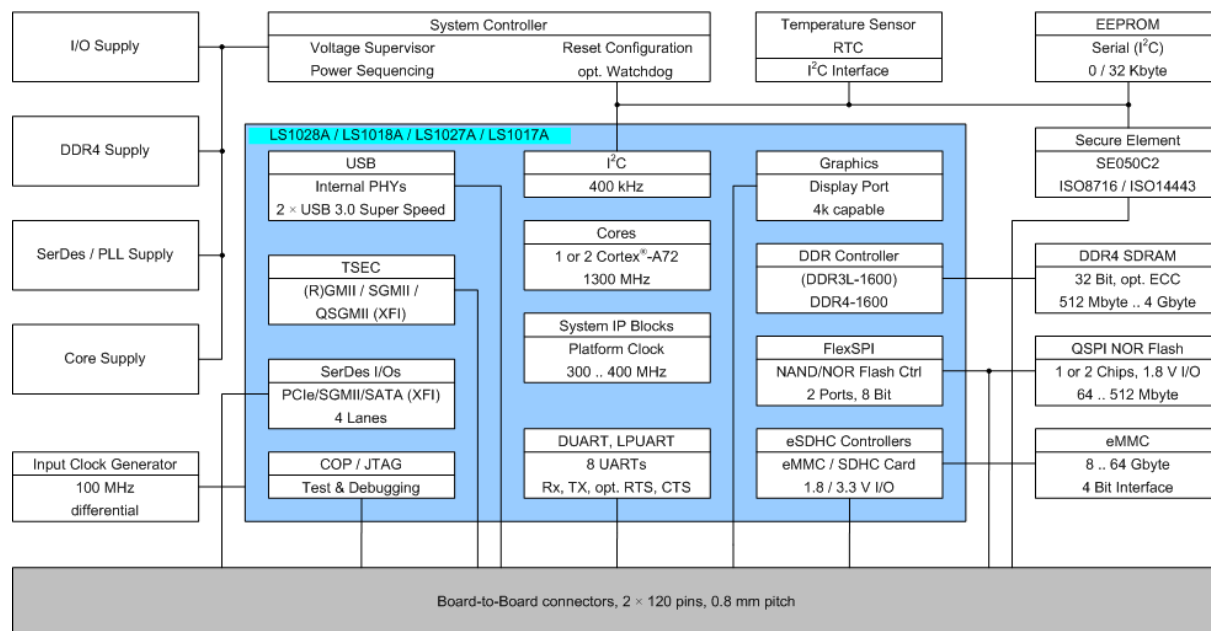 I/O Supply
System Controller
Voltage Supervisor
Reset Configuration
Power Sequencing
opt. Watchdog
Temperature Sensor
RTC
I²C Interface
EEPROM
Serial (I²C)
0 / 32 Kbyte
DDR4 Supply
SerDes / PLL Supply
Core Supply
Input Clock Generator
100 MHz
differential
LS1028A / LS1018A / LS1027A / LS1017A
USB
Internal PHYs
2 × USB 3.0 Super Speed
TSEC
(R)GMII / SGMII /
QSGMII (XFI)
SerDes I/Os
PCIe/SGMII/SATA (XFI)
4 Lanes
COP / JTAG
Test & Debugging
I²C
400 kHz
Cores
1 or 2 Cortex®-A72
1300 MHz
System IP Blocks
Platform Clock
300 .. 400 MHz
DUART, LPUART
8 UARTs
Rx, TX, opt. RTS, CTS
Graphics
Display Port
4k capable
DDR Controller
(DDR3L-1600)
DDR4-1600
FlexSPI
NAND/NOR Flash Ctrl
2 Ports, 8 Bit
eSDHC Controllers
eMMC / SDHC Card
1.8 / 3.3 V I/O
Secure Element
SE050C2
ISO8716 / ISO14443
DDR4 SDRAM
32 Bit, opt. ECC
512 Mbyte .. 4 Gbyte
QSPI NOR Flash
1 or 2 Chips, 1.8 V I/O
64 .. 512 Mbyte
eMMC
8 .. 64 Gbyte
4 Bit Interface
Board-to-Board connectors, 2 × 120 pins, 0.8 mm pitch